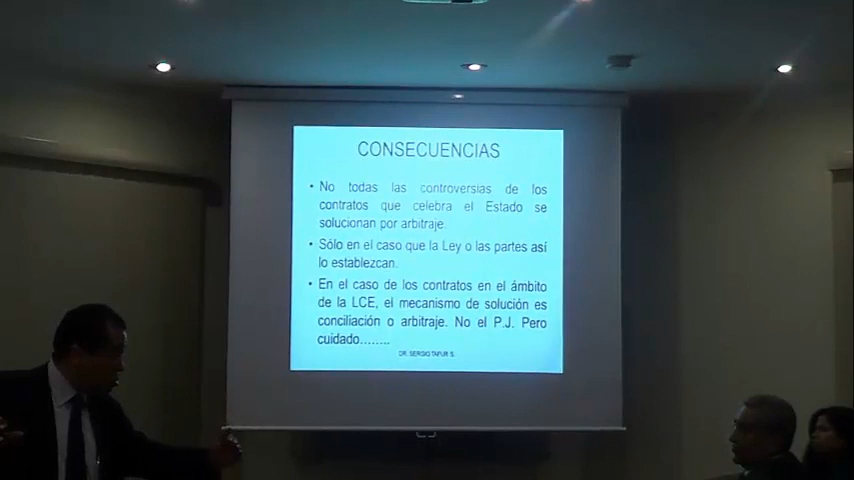 CONSECUENCIAS
• No todas las controversias de los
contratos que celebra el Estado se
solucionan por arbitraje.
• Sólo en el caso que la Ley o las partes así
lo establezcan.
• En el caso de los contratos en el ámbito
de la LCE, el mecanismo de solución es
conciliación o arbitraje. No el P.J. Pero
cuidado........
DR. SERGIO TAFUR S.